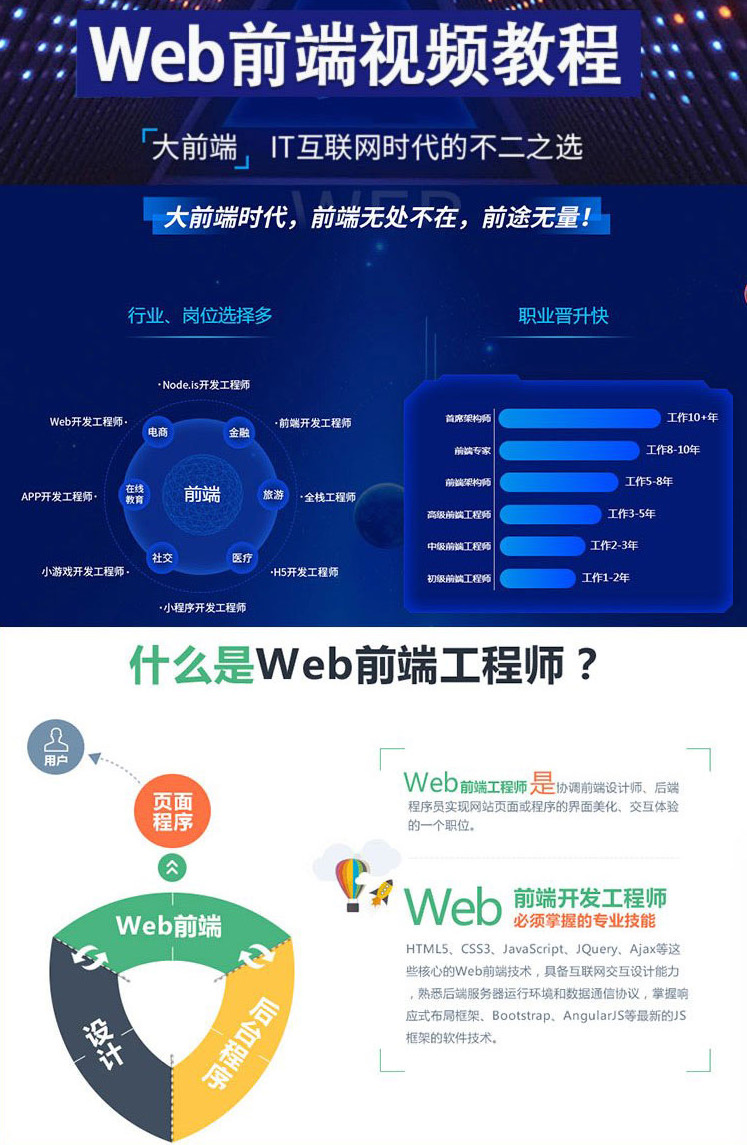 Web前端视频教程
大前端 IT互联网时代的不二之选
WEB
大前端时代，前端无处不在，前途无量！
行业、岗位选择多
·Node.is开发工程师
Web开发工程师·
·前端开发工程师
电商
金融
APP开发工程师·
在线
教育
前端
旅游
·全栈工程师
社交
医疗
小游戏开发工程师·
·H5开发工程师
·小程序开发工程师
职业晋升快
首席架构师 工作10+年
前端专家 工作8-10年
前端架构师 工作5-8年
高级前端工程师 工作3-5年
中级前端工程师 工作2-3年
初级前端工程师 工作1-2年
什么是Web前端工程师？
用户
页面
程序
Web前端
设计
后台程序
Web前端工程师是协调前端设计师、后端
程序员实现网站页面或程序的界面美化、交互体验
的一个职位。
Web 前端开发工程师
必须掌握的专业技能
HTML5、CSS3、JavaScript、JQuery、Ajax等这
些核心的Web前端技术，具备互联网交互设计能力
，熟悉后端服务器运行环境和数据通信协议，掌握响
应式布局框架、Bootstrap、AngularJS等最新的JS
框架的软件技术。